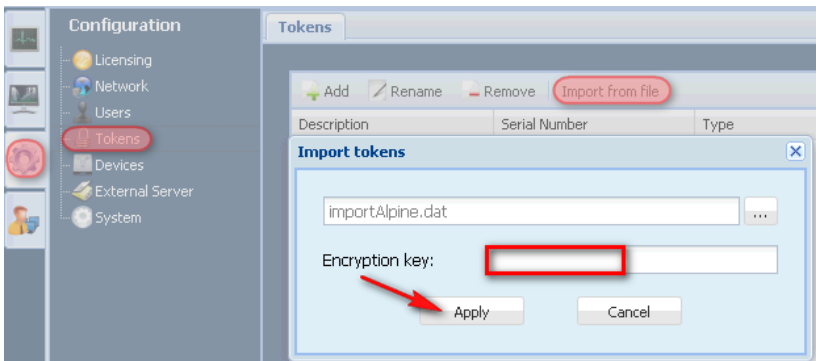 Configuration
Licensing
Network
Users
Tokens
Devices
External Server
System
Tokens
Add Rename Remove Import from file
Description Serial Number Type
Import tokens
importAlpine.dat ...
Encryption key:
Apply Cancel